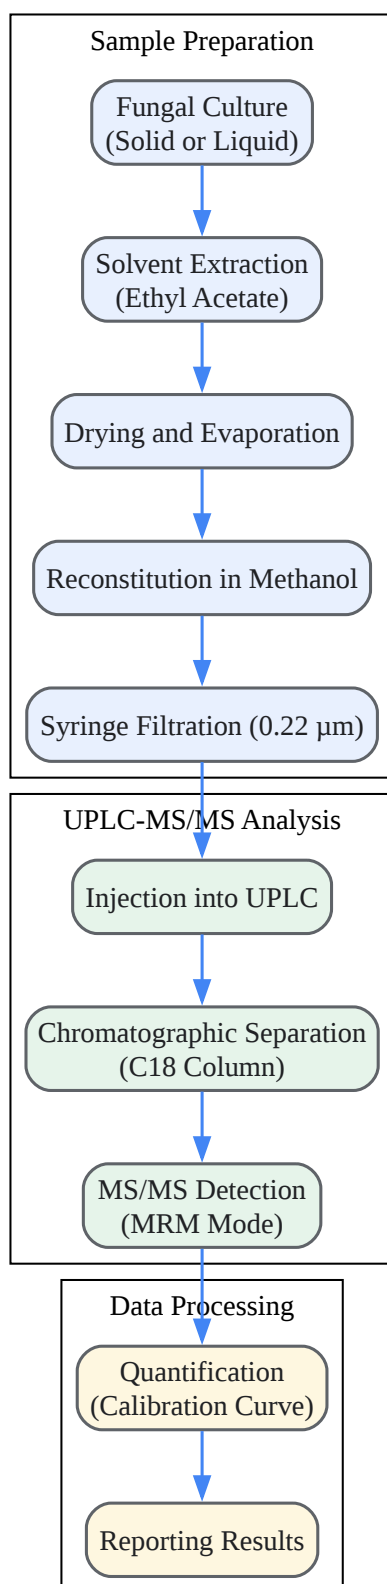 Sample Preparation
Fungal Culture
(Solid or Liquid)
Solvent Extraction
(Ethyl Acetate)
Drying and Evaporation
Reconstitution in Methanol
Syringe Filtration (0.22 µm)
UPLC-MS/MS Analysis
Injection into UPLC
Chromatographic Separation
(C18 Column)
MS/MS Detection
(MRM Mode)
Data Processing
Quantification
(Calibration Curve)
Reporting Results